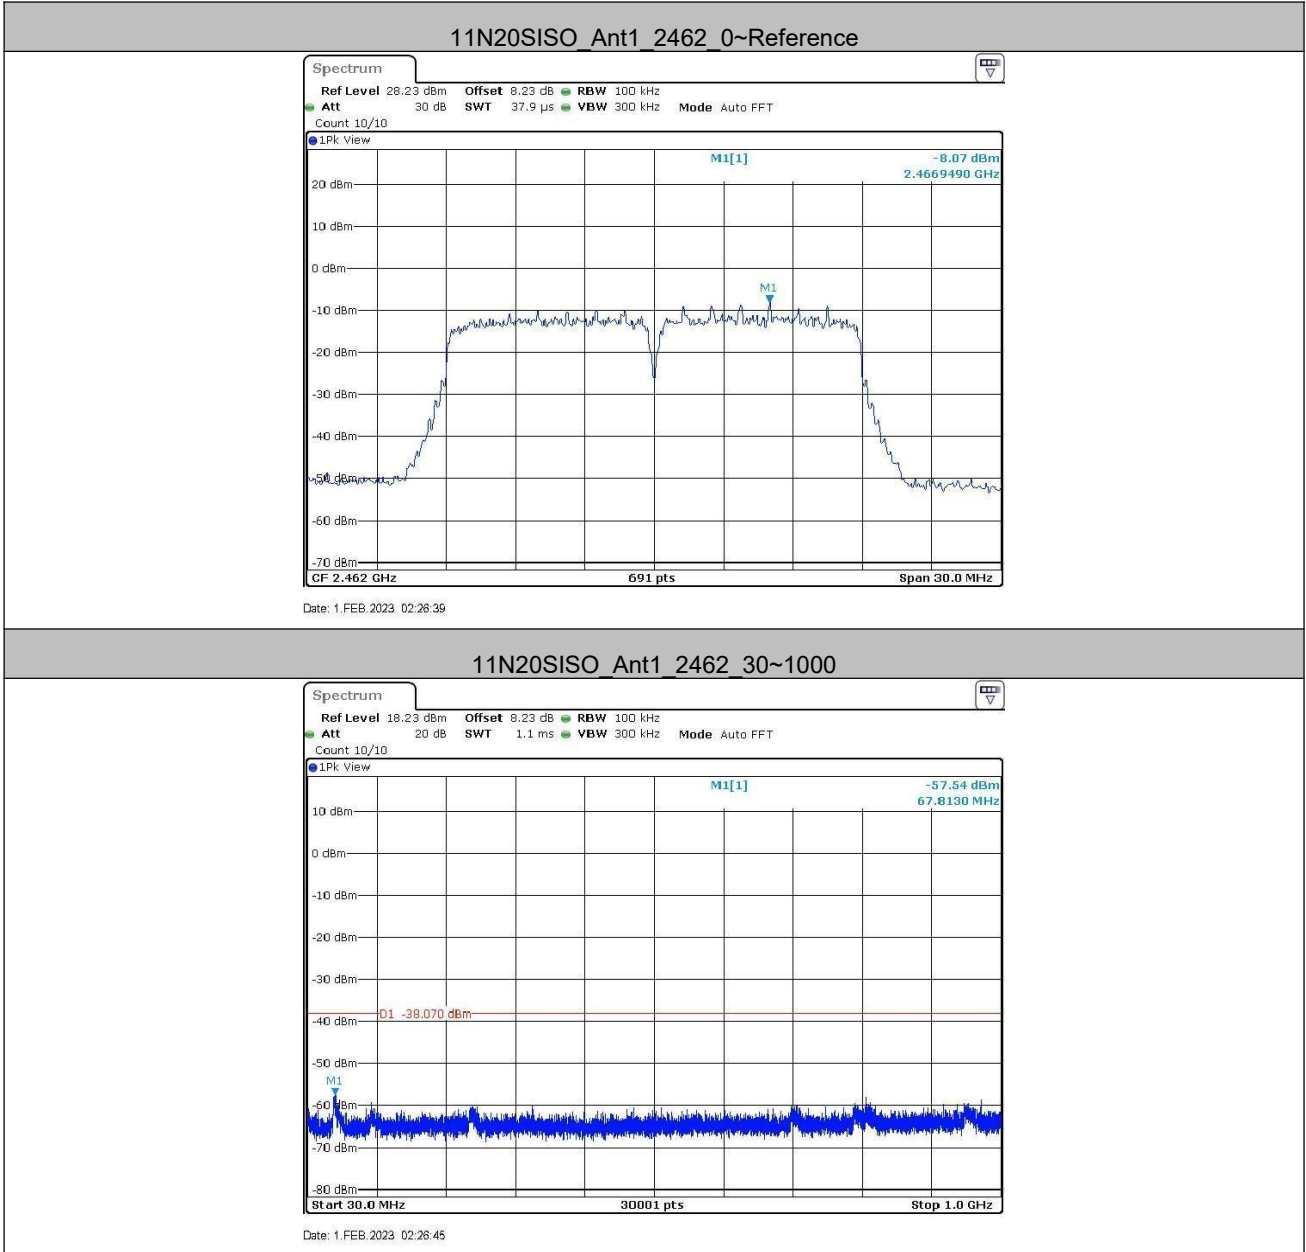 11N20SISO_Ant1_2462_0~Reference
Spectrum
Ref Level 28.23 dBm Offset 8.23 dB RBW 100 kHz
Att 30 dB SWT 37.9 µs VBW 300 kHz Mode Auto FFT
Count 10/10
1Pk View
M1[1] -8.07 dBm
2.4669490 GHz
20 dBm
10 dBm
0 dBm
M1
-10 dBm
-20 dBm
-30 dBm
-40 dBm
-50 dBm
-60 dBm
-70 dBm
CF 2.462 GHz 691 pts Span 30.0 MHz
Date: 1.FEB.2023 02:26:39
11N20SISO_Ant1_2462_30~1000
Spectrum
Ref Level 18.23 dBm Offset 8.23 dB RBW 100 kHz
Att 20 dB SWT 1.1 ms VBW 300 kHz Mode Auto FFT
Count 10/10
1Pk View
M1[1] -57.54 dBm
67.8130 MHz
10 dBm
0 dBm
-10 dBm
-20 dBm
-30 dBm
D1 -38.070 dBm
-40 dBm
-50 dBm
M1
-60 dBm
-70 dBm
-80 dBm
Start 30.0 MHz 30001 pts Stop 1.0 GHz
Date: 1.FEB.2023 02:26:45